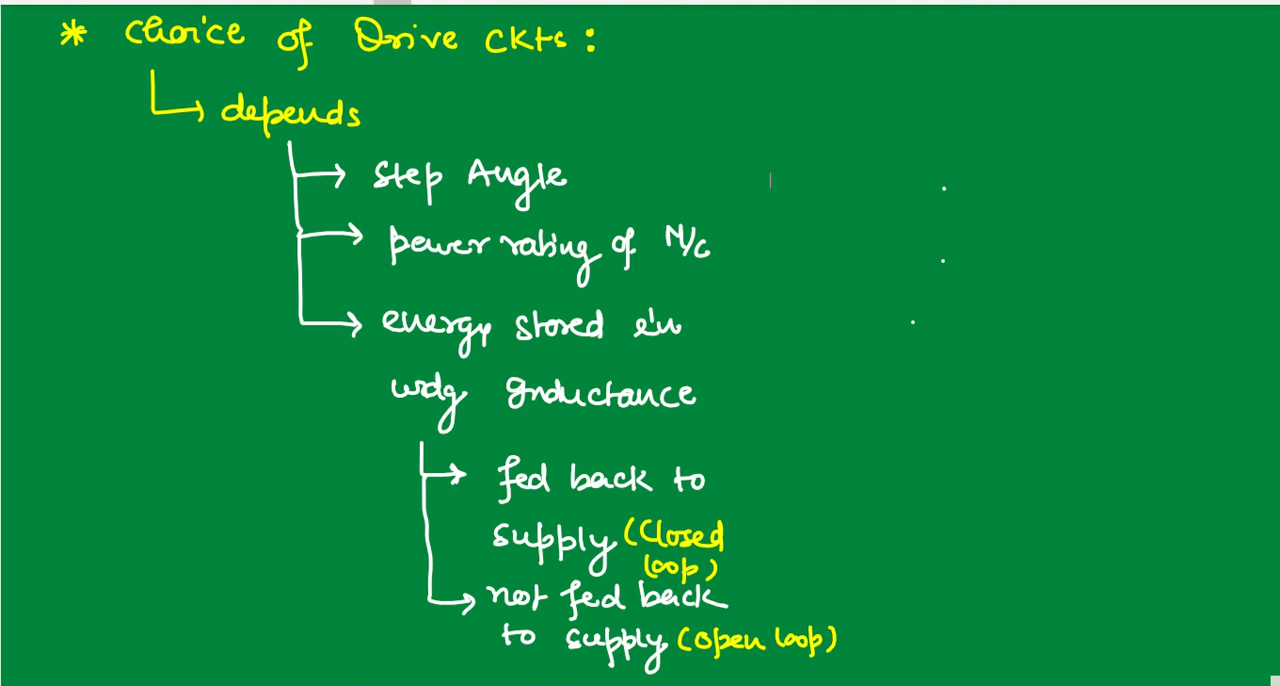 * Choice of Drive Ckts :
depends
Step Angle
power rating of M/C
energy stored in
wdg Inductance
fed back to
supply (Closed
loop)
not fed back
to supply (open loop)